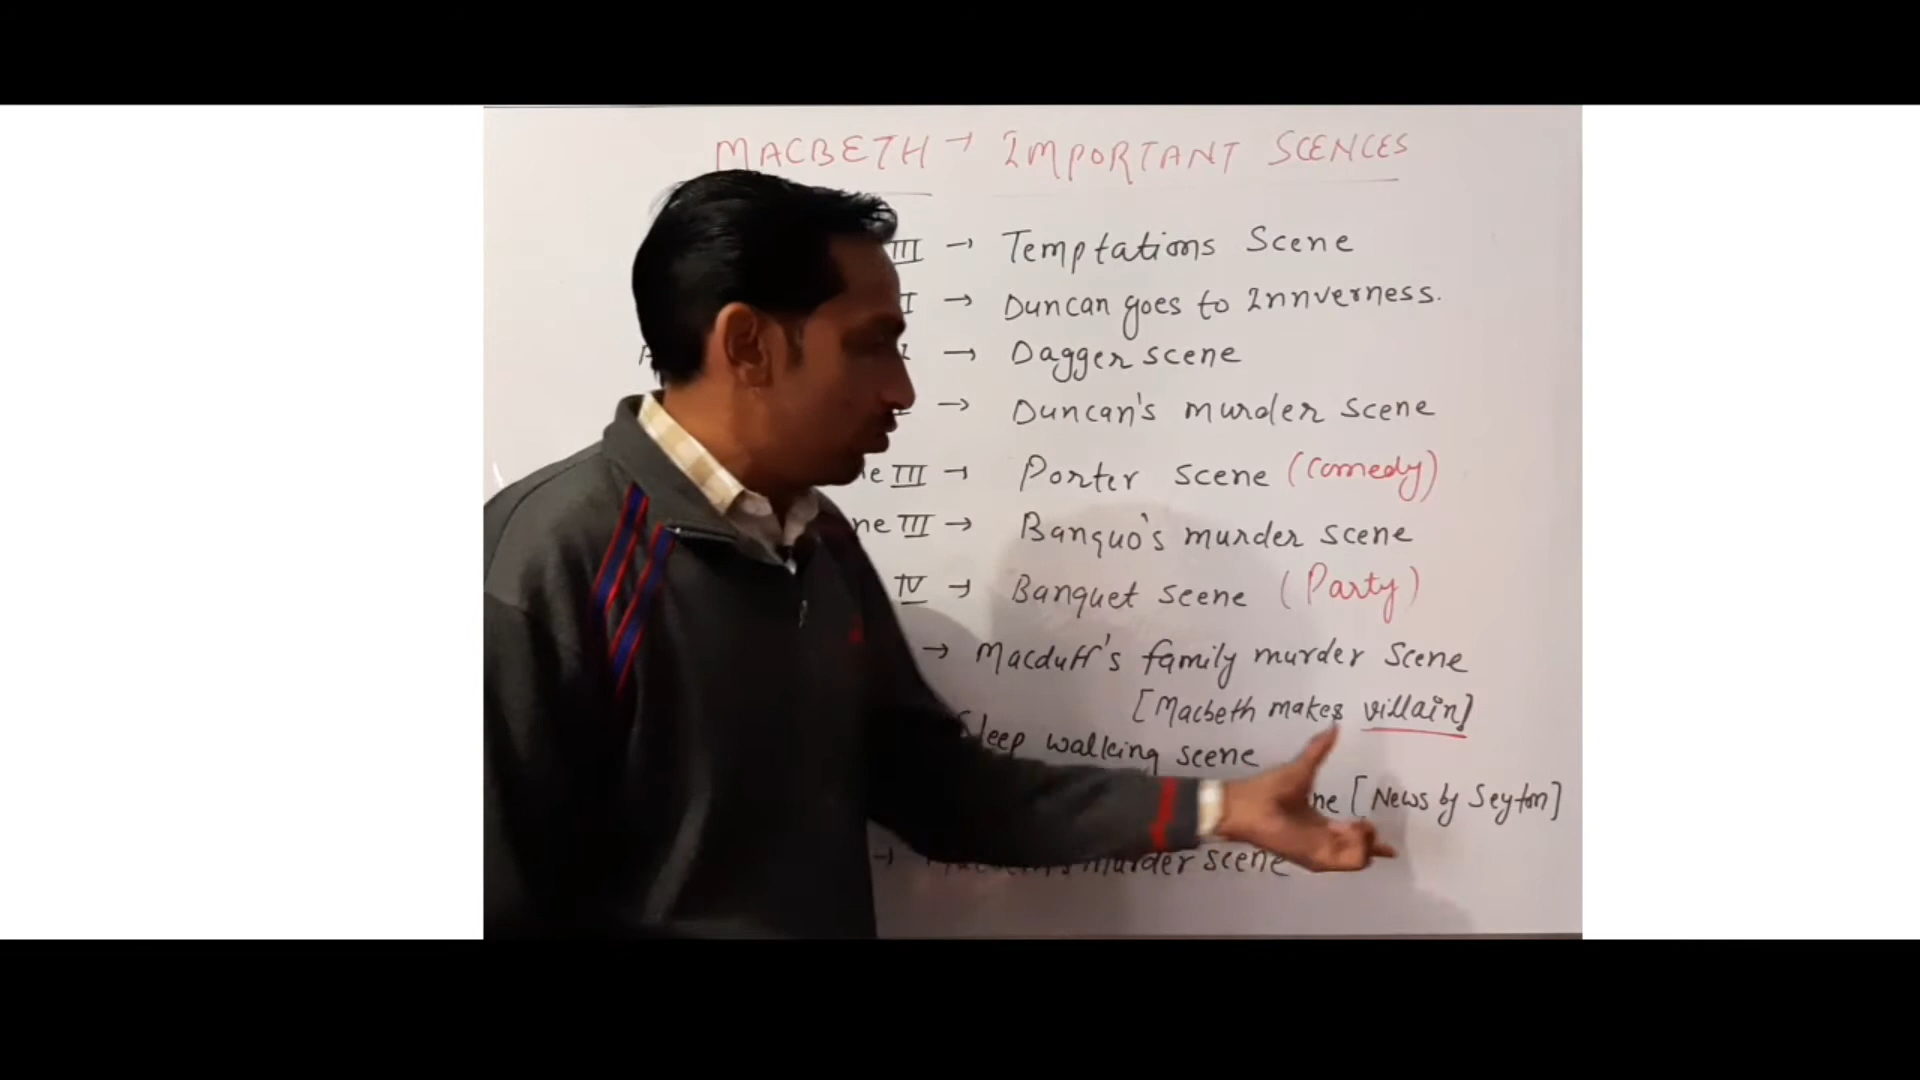 MACBETH → IMPORTANT SCENCES
III → Temptations Scene
I → Duncan goes to Innverness.
→ Dagger scene
→ Duncan's murder scene
e III → Porter scene (Comedy)
ne III → Banquo's murder scene
IV → Banquet scene (Party)
→ Macduff's family murder scene
[Macbeth makes villain]
Sleep walking scene
ne [News by Seyton]
→ murder scene